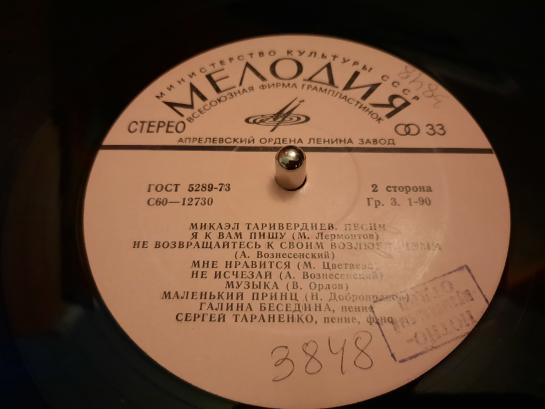 МИНИСТЕРСТВО КУЛЬТУРЫ СССР
МЕЛОДИЯ
ВСЕСОЮЗНАЯ ФИРМА ГРАМПЛАСТИНОК
СТЕРЕО
33
АПРЕЛЕВСКИЙ ОРДЕНА ЛЕНИНА ЗАВОД
ГОСТ 5289-73
2 сторона
С60—12730
Гр. 3. 1-90
МИКАЭЛ ТАРИВЕРДИЕВ. ПЕСНИ
Я К ВАМ ПИШУ (М. Лермонтов)
НЕ ВОЗВРАЩАЙТЕСЬ К СВОИМ
(А. Вознесенский)
МНЕ НРАВИТСЯ (М. Цветаева)
НЕ ИСЧЕЗАЙ (А. Вознесенский)
МУЗЫКА (В. Орлов)
МАЛЕНЬКИЙ ПРИНЦ (Н. Добронравов)
ГАЛИНА БЕСЕДИНА, пение
СЕРГЕЙ ТАРАНЕНКО, пение,
3848